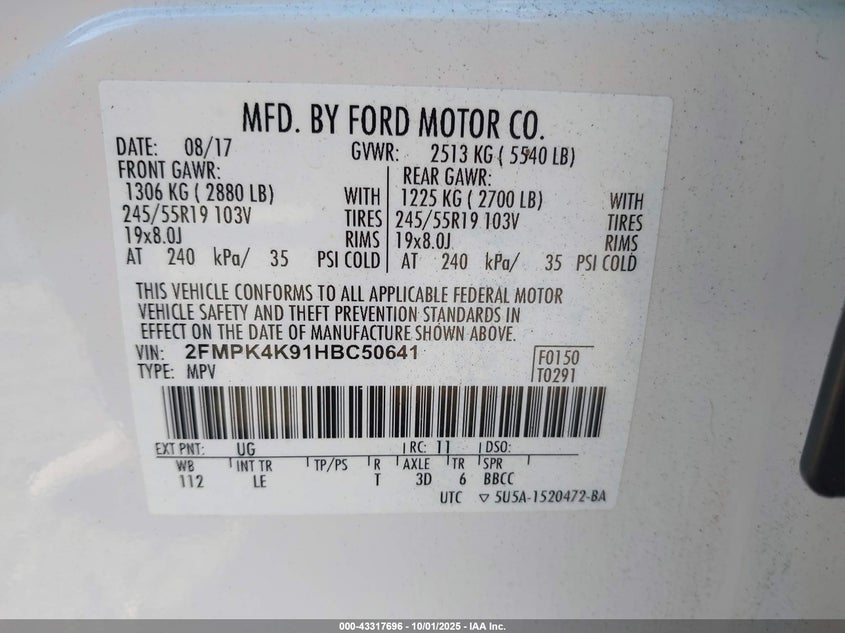 MFD. BY FORD MOTOR CO.
DATE: 08/17 GVWR: 2513 KG ( 5540 LB)
FRONT GAWR: REAR GAWR:
1306 KG ( 2880 LB) WITH 1225 KG ( 2700 LB) WITH
245/55R19 103V TIRES 245/55R19 103V TIRES
19x8.0J RIMS 19x8.0J RIMS
AT 240 kPa/ 35 PSI COLD AT 240 kPa/ 35 PSI COLD
THIS VEHICLE CONFORMS TO ALL APPLICABLE FEDERAL MOTOR
VEHICLE SAFETY AND THEFT PREVENTION STANDARDS IN
EFFECT ON THE DATE OF MANUFACTURE SHOWN ABOVE.
VIN: 2FMPK4K91HBC50641 F0150
TYPE: MPV T0291
EXT PNT: UG RC: 11 DSO:
WB INT TR TP/PS R AXLE TR SPR
112 LE T 3D 6 BBCC
UTC ▽ 5U5A-1520472-BA
000-43317696 - 10/01/2025 - IAA Inc.